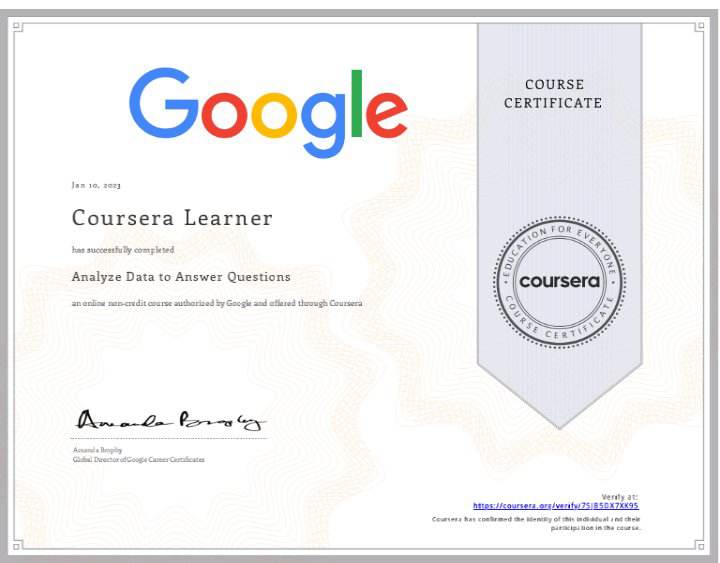 Google
COURSE
CERTIFICATE
Jan 10, 2023
Coursera Learner
has successfully completed
Analyze Data to Answer Questions
an online non-credit course authorized by Google and offered through Coursera
EDUCATION FOR EVERYONE
coursera
COURSE CERTIFICATE
Amanda Brophy
Amanda Brophy
Global Director of Google Career Certificates
Verify at:
https://coursera.org/verify/7SJB5DX7XK95
Coursera has confirmed the identity of this individual and their
participation in the course.